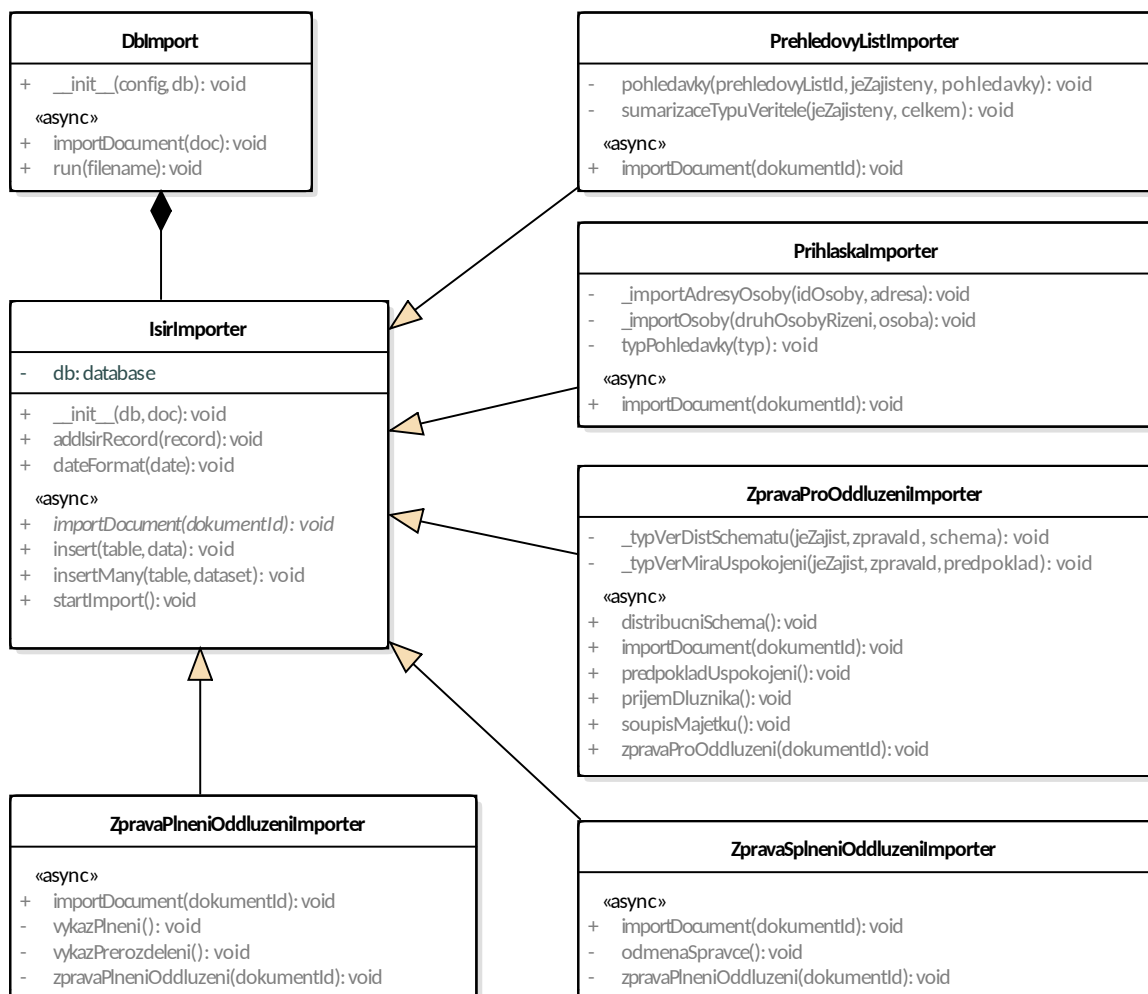 DbImport
+ __init__(config, db): void
«async»
+ importDocument(doc): void
+ run(filename): void
PrehledovyListImporter
- pohledavky(prehledovyListId, jeZajisteny, pohledavky): void
- sumarizaceTypuVeritele(jeZajisteny, celkem): void
«async»
+ importDocument(dokumentId): void
PrihlaskaImporter
- _importAdresyOsoby(idOsoby, adresa): void
- _importOsoby(druhOsobyRizeni, osoba): void
- typPohledavky(typ): void
«async»
+ importDocument(dokumentId): void
IsirImporter
- db: database
+ __init__(db, doc): void
+ addIsirRecord(record): void
+ dateFormat(date): void
«async»
+ importDocument(dokumentId): void
+ insert(table, data): void
+ insertMany(table, dataset): void
+ startImport(): void
ZpravaProOddluzeniImporter
- _typVerDistSchematu(jeZajist, zpravaId, schema): void
- _typVerMiraUspokojeni(jeZajist, zpravaId, predpoklad): void
«async»
+ distribucniSchema(): void
+ importDocument(dokumentId): void
+ predpokladUspokojeni(): void
+ prijemDluznika(): void
+ soupisMajetku(): void
+ zpravaProOddluzeni(dokumentId): void
ZpravaPlneniOddluzeniImporter
«async»
+ importDocument(dokumentId): void
- vykazPlneni(): void
- vykazPrerozdeleni(): void
- zpravaPlneniOddluzeni(dokumentId): void
ZpravaSplneniOddluzeniImporter
«async»
+ importDocument(dokumentId): void
- odmenaSpravce(): void
- zpravaPlneniOddluzeni(dokumentId): void